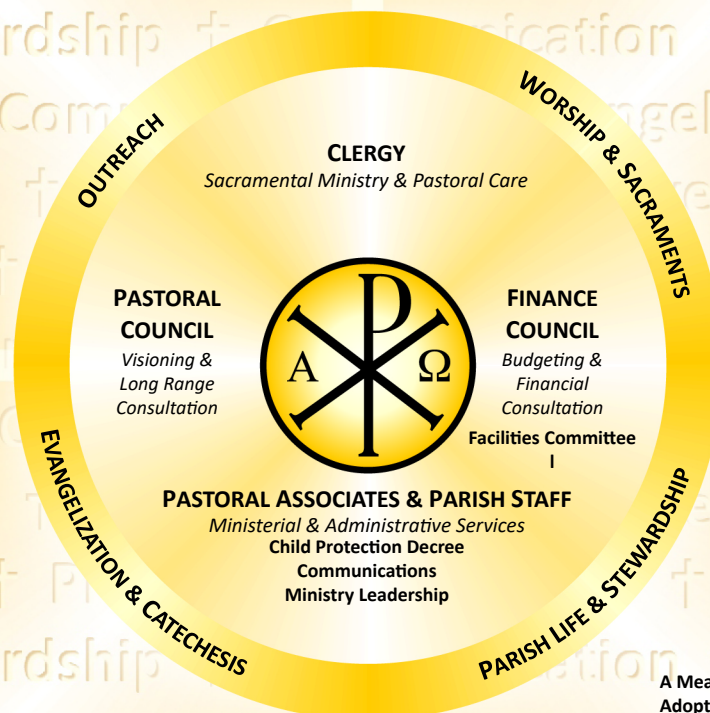 OUTREACH
WORSHIP & SACRAMENTS
CLERGY
Sacramental Ministry & Pastoral Care
PASTORAL
COUNCIL
Visioning &
Long Range
Consultation
Α
Ω
FINANCE
COUNCIL
Budgeting &
Financial
Consultation
Facilities Committee
I
PASTORAL ASSOCIATES & PARISH STAFF
Ministerial & Administrative Services
Child Protection Decree
Communications
Ministry Leadership
EVANGELIZATION & CATECHESIS
PARISH LIFE & STEWARDSHIP
A Mea
Adopt